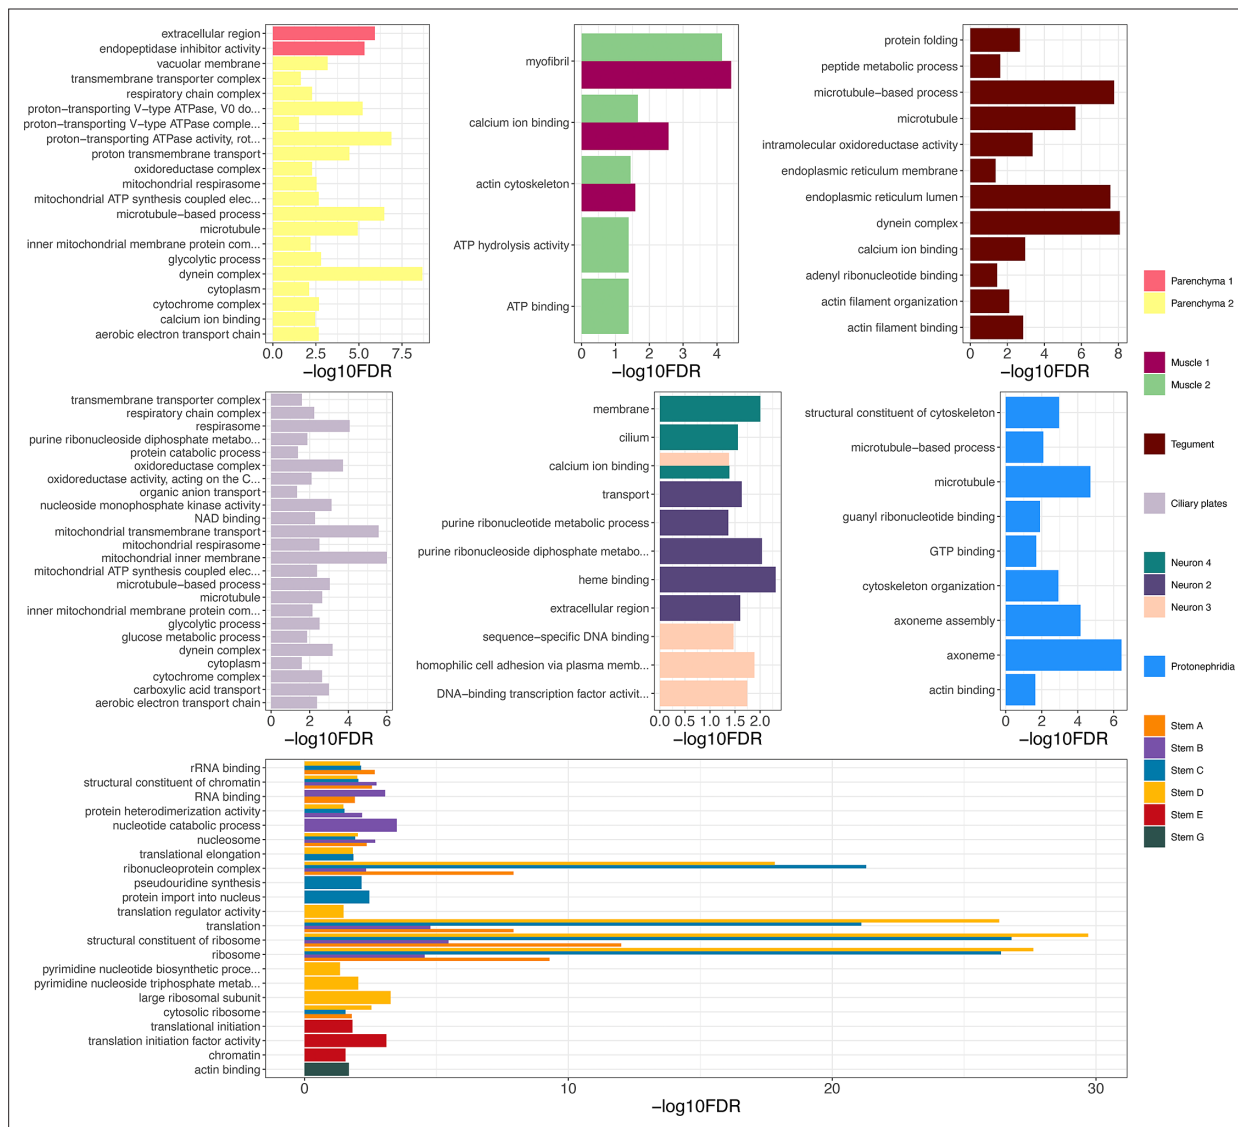 extracellular region
endopeptidase inhibitor activity
vacuolar membrane
transmembrane transporter complex
respiratory chain complex
proton−transporting V−type ATPase, V0 do...
proton−transporting V−type ATPase comple...
proton−transporting ATPase activity, rot...
proton transmembrane transport
oxidoreductase complex
mitochondrial respirasome
mitochondrial ATP synthesis coupled elec...
microtubule−based process
microtubule
inner mitochondrial membrane protein com...
glycolytic process
dynein complex
cytoplasm
cytochrome complex
calcium ion binding
aerobic electron transport chain
0.0 2.5 5.0 7.5
−log10FDR
myofibril
calcium ion binding
actin cytoskeleton
ATP hydrolysis activity
ATP binding
0 1 2 3 4
−log10FDR
protein folding
peptide metabolic process
microtubule−based process
microtubule
intramolecular oxidoreductase activity
endoplasmic reticulum membrane
endoplasmic reticulum lumen
dynein complex
calcium ion binding
adenyl ribonucleotide binding
actin filament organization
actin filament binding
0 2 4 6 8
−log10FDR
Parenchyma 1
Parenchyma 2
Muscle 1
Muscle 2
Tegument
Ciliary plates
Neuron 4
Neuron 2
Neuron 3
Protonephridia
Stem A
Stem B
Stem C
Stem D
Stem E
Stem G
transmembrane transporter complex
respiratory chain complex
respirasome
purine ribonucleoside diphosphate metabo...
protein catabolic process
oxidoreductase complex
oxidoreductase activity, acting on the C...
organic anion transport
nucleoside monophosphate kinase activity
NAD binding
mitochondrial transmembrane transport
mitochondrial respirasome
mitochondrial inner membrane
mitochondrial ATP synthesis coupled elec...
microtubule−based process
microtubule
inner mitochondrial membrane protein com...
glycolytic process
glucose metabolic process
dynein complex
cytoplasm
cytochrome complex
carboxylic acid transport
aerobic electron transport chain
0 2 4 6
−log10FDR
membrane
cilium
calcium ion binding
transport
purine ribonucleotide metabolic process
purine ribonucleoside diphosphate metabo...
heme binding
extracellular region
sequence−specific DNA binding
homophilic cell adhesion via plasma memb...
DNA−binding transcription factor activit...
0.0 0.5 1.0 1.5 2.0
−log10FDR
structural constituent of cytoskeleton
microtubule−based process
microtubule
guanyl ribonucleotide binding
GTP binding
cytoskeleton organization
axoneme assembly
axoneme
actin binding
0 2 4 6
−log10FDR
rRNA binding
structural constituent of chromatin
RNA binding
protein heterodimerization activity
nucleotide catabolic process
nucleosome
translational elongation
ribonucleoprotein complex
pseudouridine synthesis
protein import into nucleus
translation regulator activity
translation
structural constituent of ribosome
ribosome
pyrimidine nucleotide biosynthetic proce...
pyrimidine nucleoside triphosphate metab...
large ribosomal subunit
cytosolic ribosome
translational initiation
translation initiation factor activity
chromatin
actin binding
0 10 20 30
−log10FDR